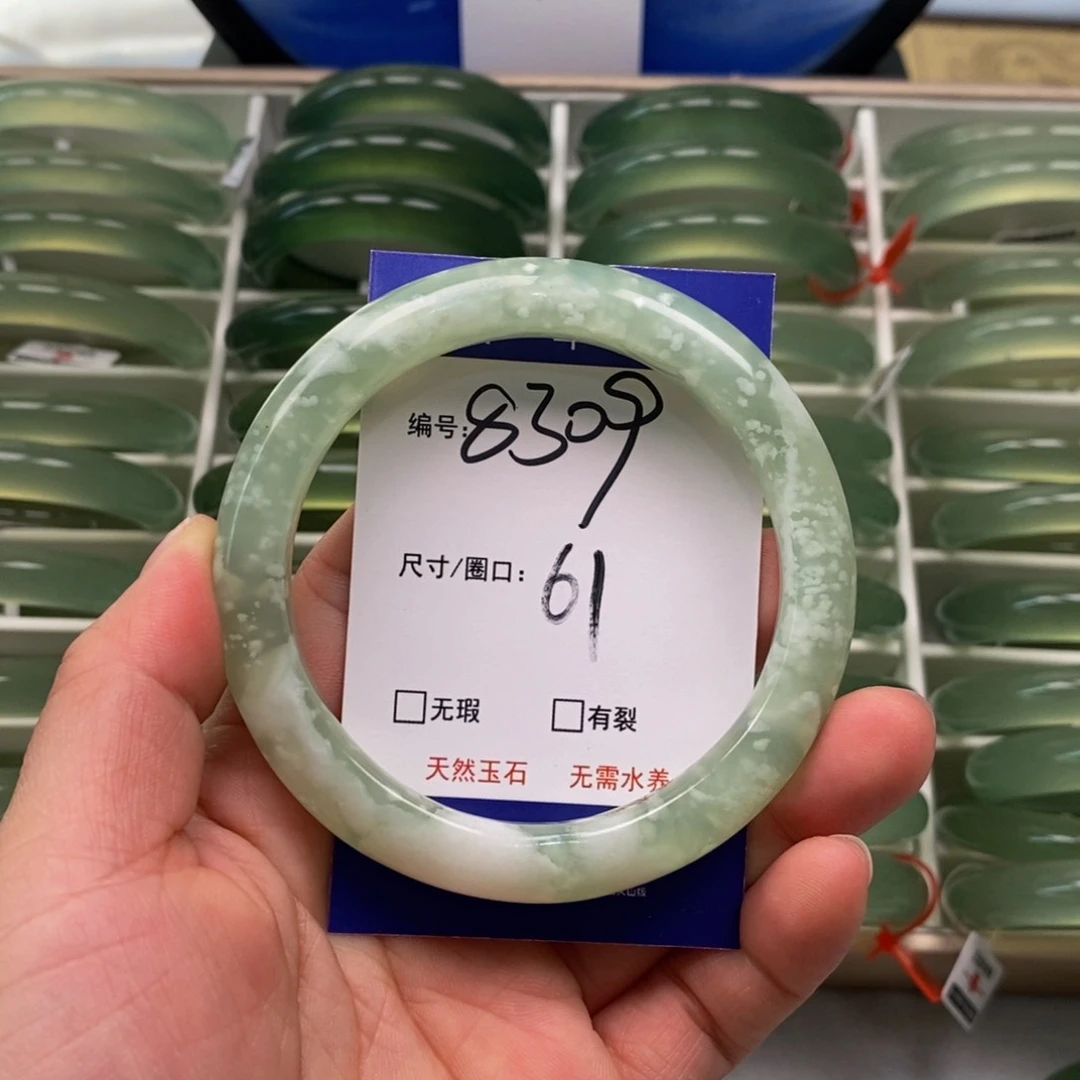 编号:8309
尺寸/圈口:61
□无瑕 □有裂
天然玉石 无需水养